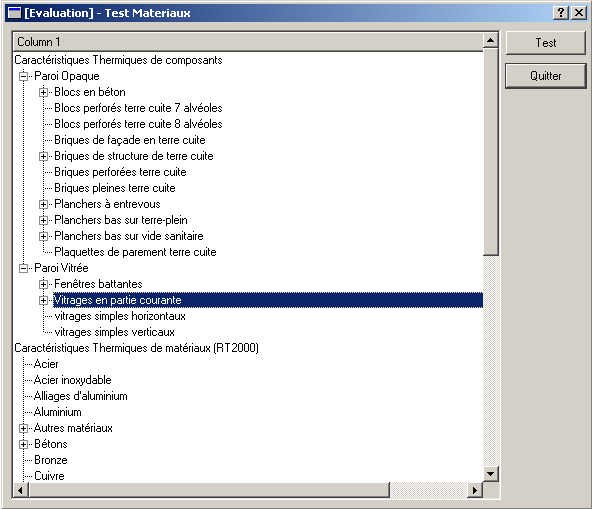 [Evaluation] - Test Materiaux
Column 1
Test
Quitter
Caractéristiques Thermiques de composants
Paroi Opaque
Blocs en béton
Blocs perforés terre cuite 7 alvéoles
Blocs perforés terre cuite 8 alvéoles
Briques de façade en terre cuite
Briques de structure de terre cuite
Briques perforées terre cuite
Briques pleines terre cuite
Planchers à entrevous
Planchers bas sur terre-plein
Planchers bas sur vide sanitaire
Plaquettes de parement terre cuite
Paroi Vitrée
Fenêtres battantes
Vitrages en partie courante
vitrages simples horizontaux
vitrages simples verticaux
Caractéristiques Thermiques de matériaux (RT2000)
Acier
Acier inoxydable
Alliages d'aluminium
Aluminium
Autres matériaux
Bétons
Bronze
Cuivre